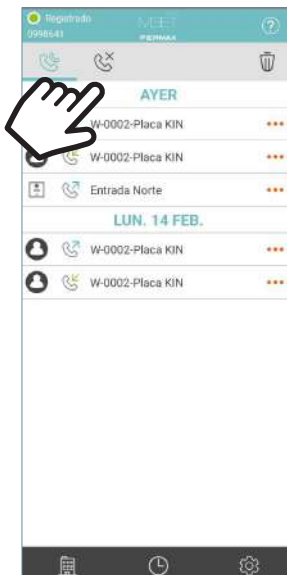 Registrado
0998641
MEET
FERMAX
?
AYER
W-0002-Placa KIN
W-0002-Placa KIN
Entrada Norte
LUN. 14 FEB.
W-0002-Placa KIN
W-0002-Placa KIN